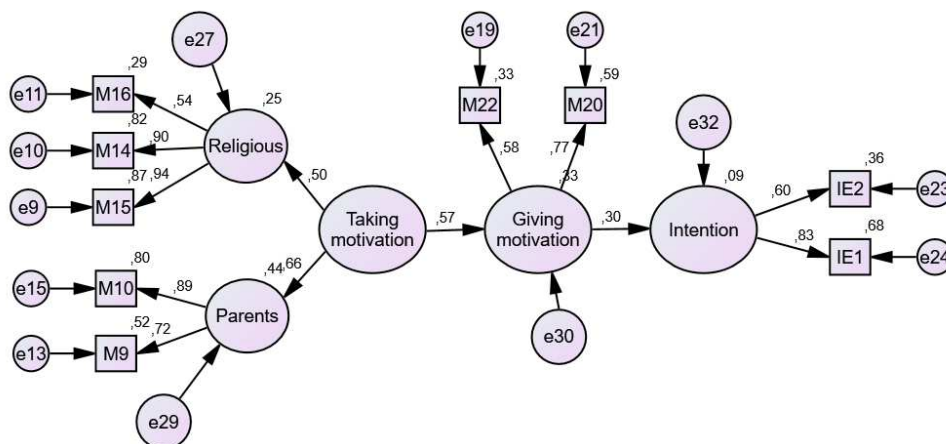 e19
e21
e27
,29
,33
,59
e11
M16
,54
,25
M22
M20
e32
,82
e10
M14
,90
Religious
,58
,77
,36
,87
,94
,50
,33
,09
,60
IE2
e23
e9
M15
Taking
motivation
,57
Giving
motivation
,30
Intention
,83
,68
IE1
e24
,80
,44
,66
e15
M10
,89
Parents
,52
,72
e30
e13
M9
e29